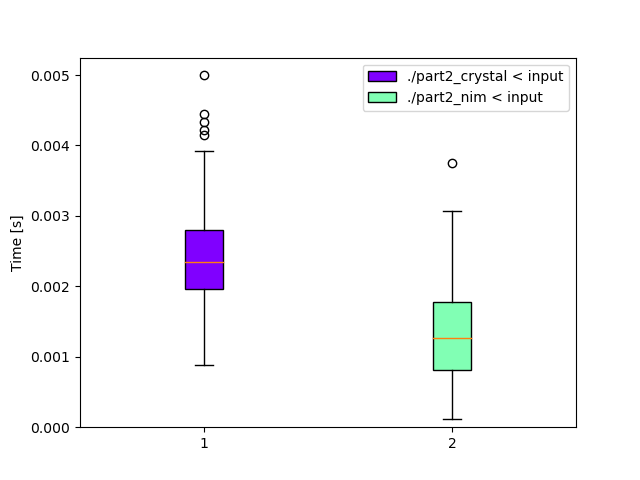 ./part2_crystal < input
./part2_nim < input
Time [s]
0.005
0.004
0.003
0.002
0.001
0.000
1
2